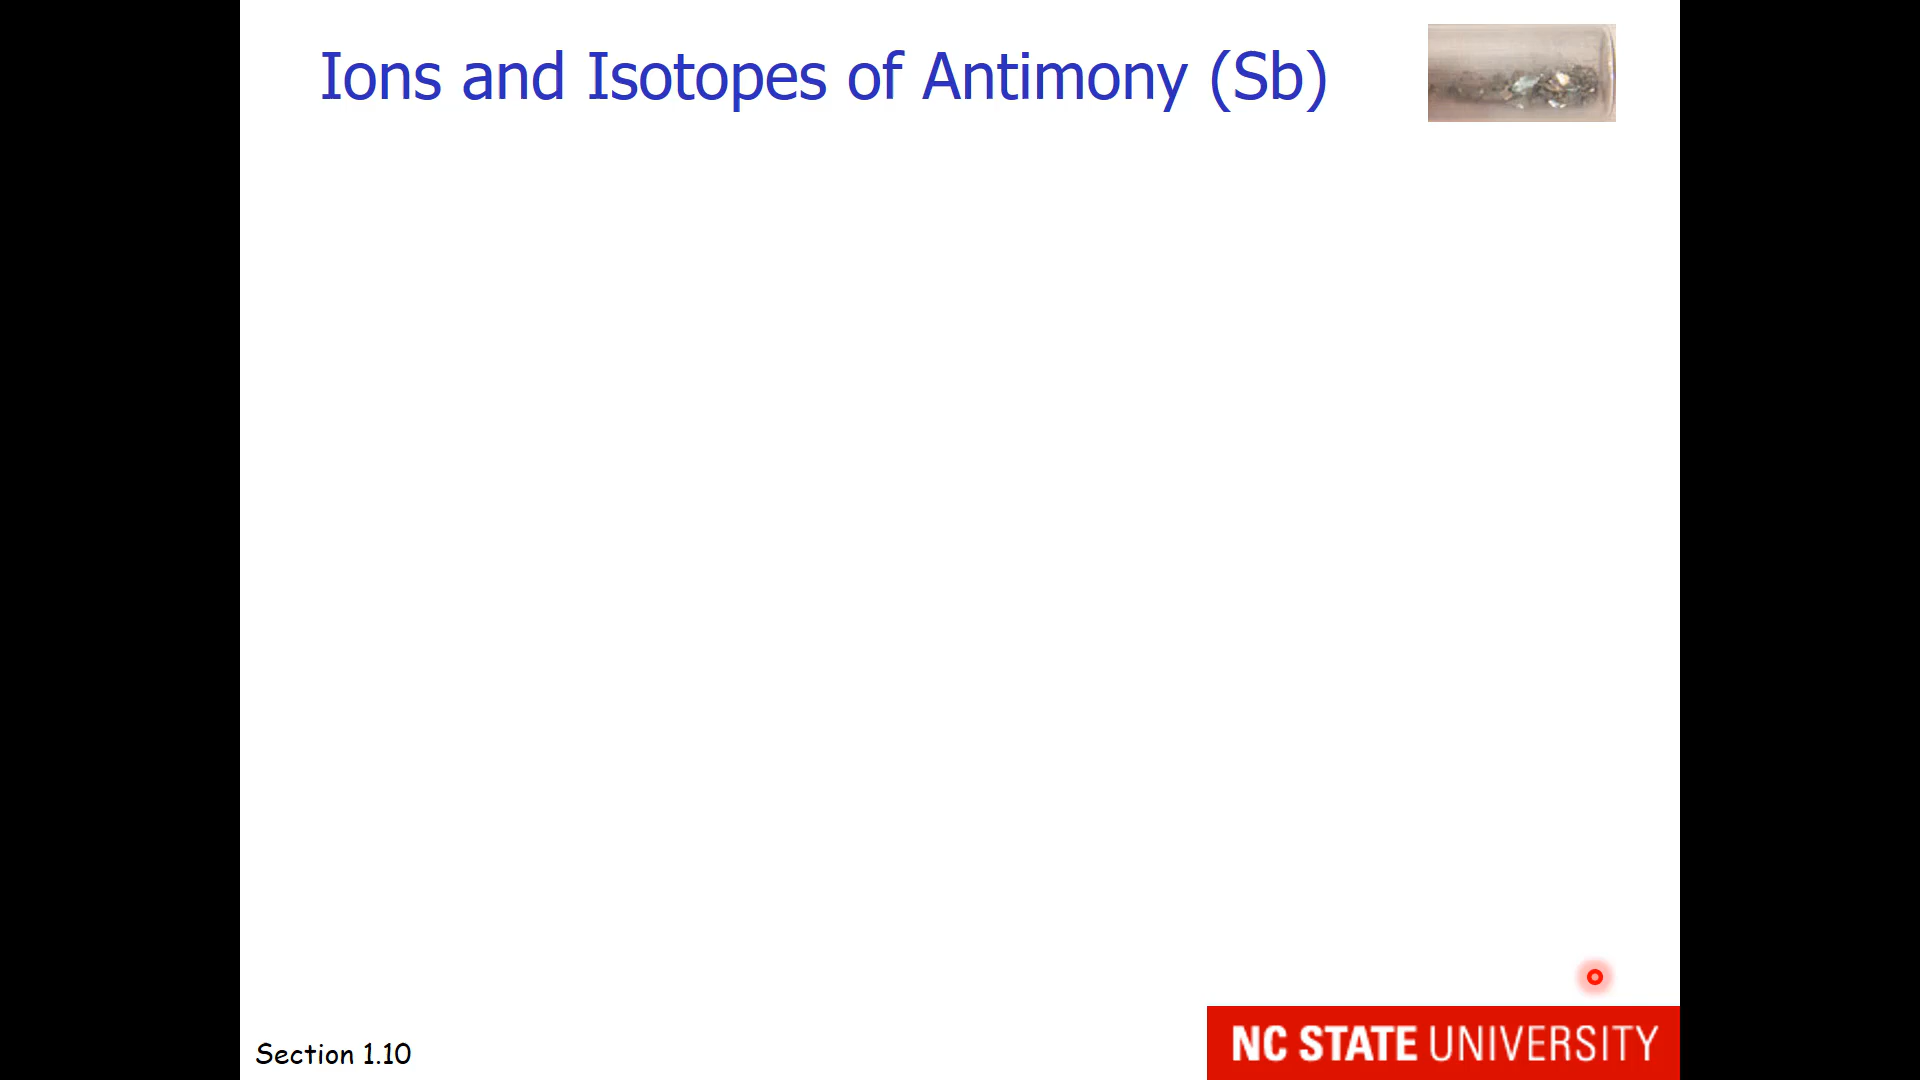 Ions and Isotopes of Antimony (Sb)
Section 1.10
NC STATE UNIVERSITY